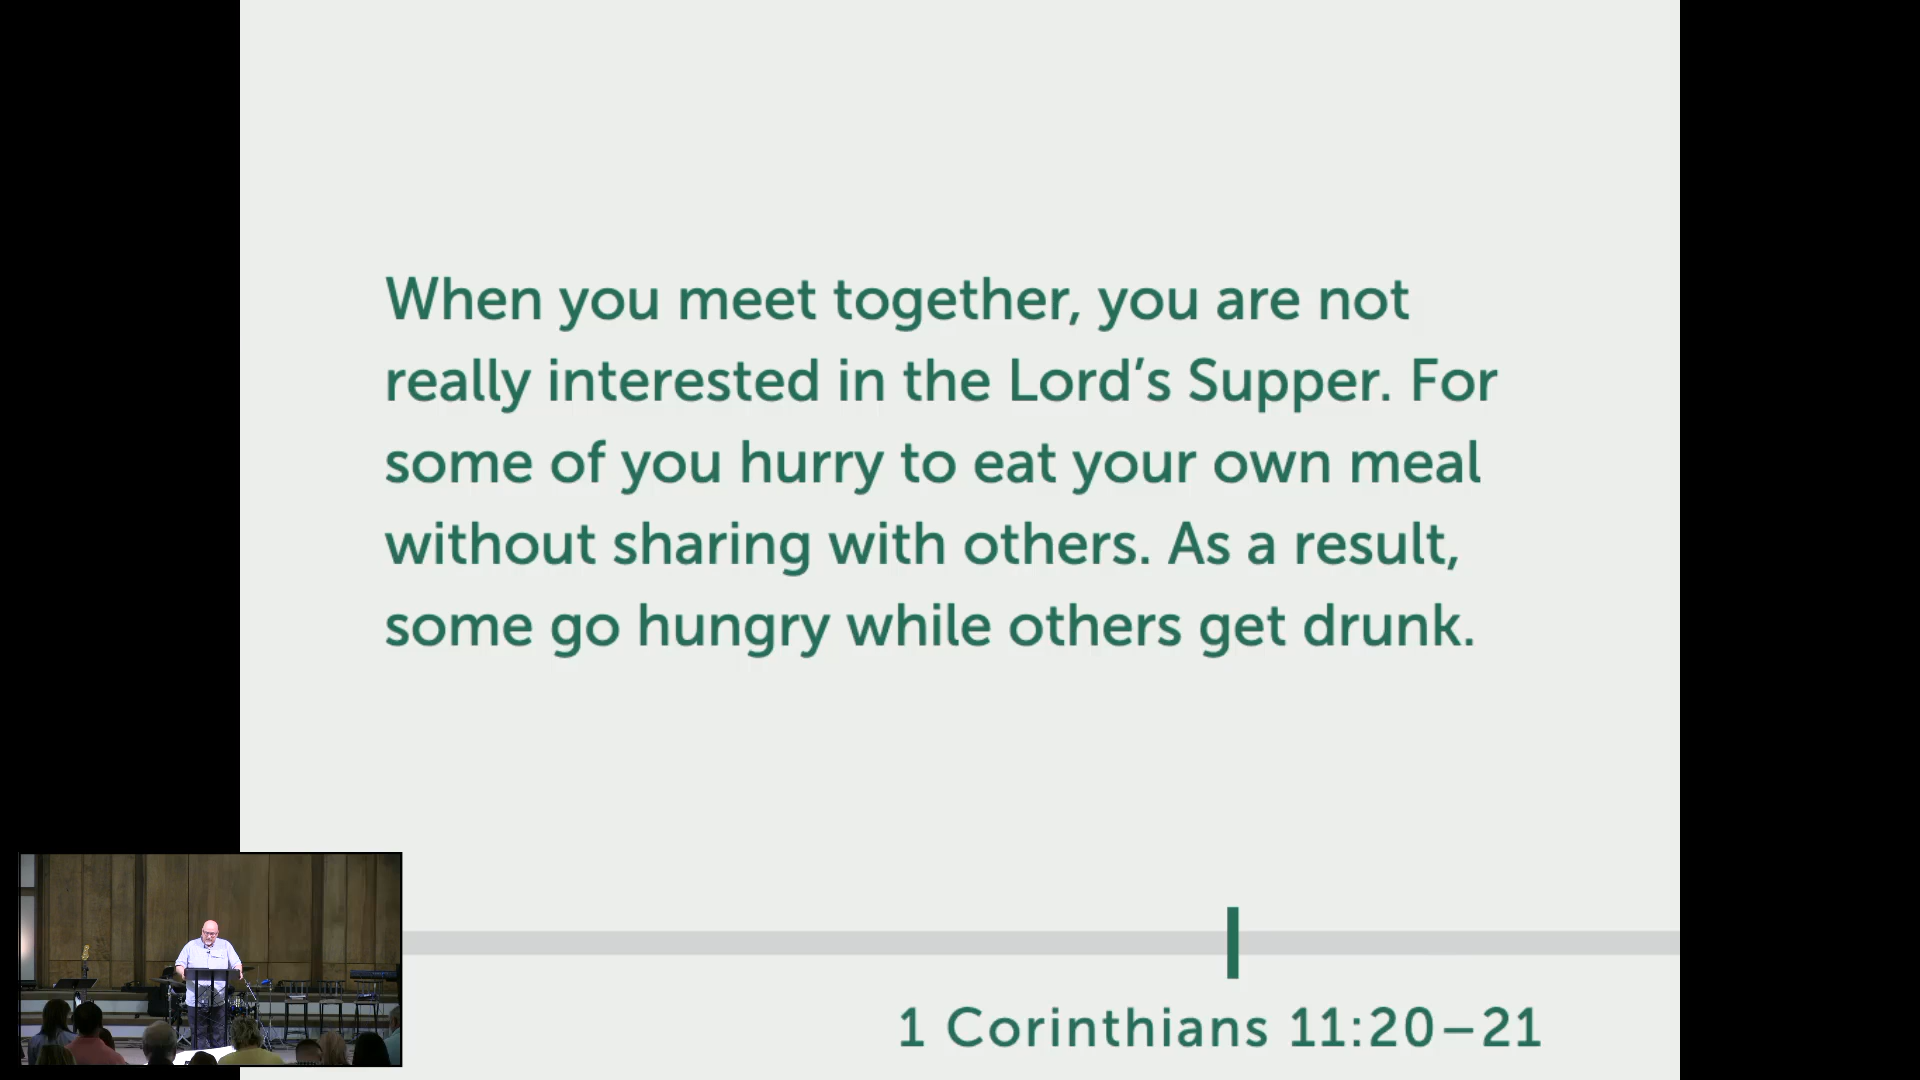 When you meet together, you are not
really interested in the Lord’s Supper. For
some of you hurry to eat your own meal
without sharing with others. As a result,
some go hungry while others get drunk.
1 Corinthians 11:20–21